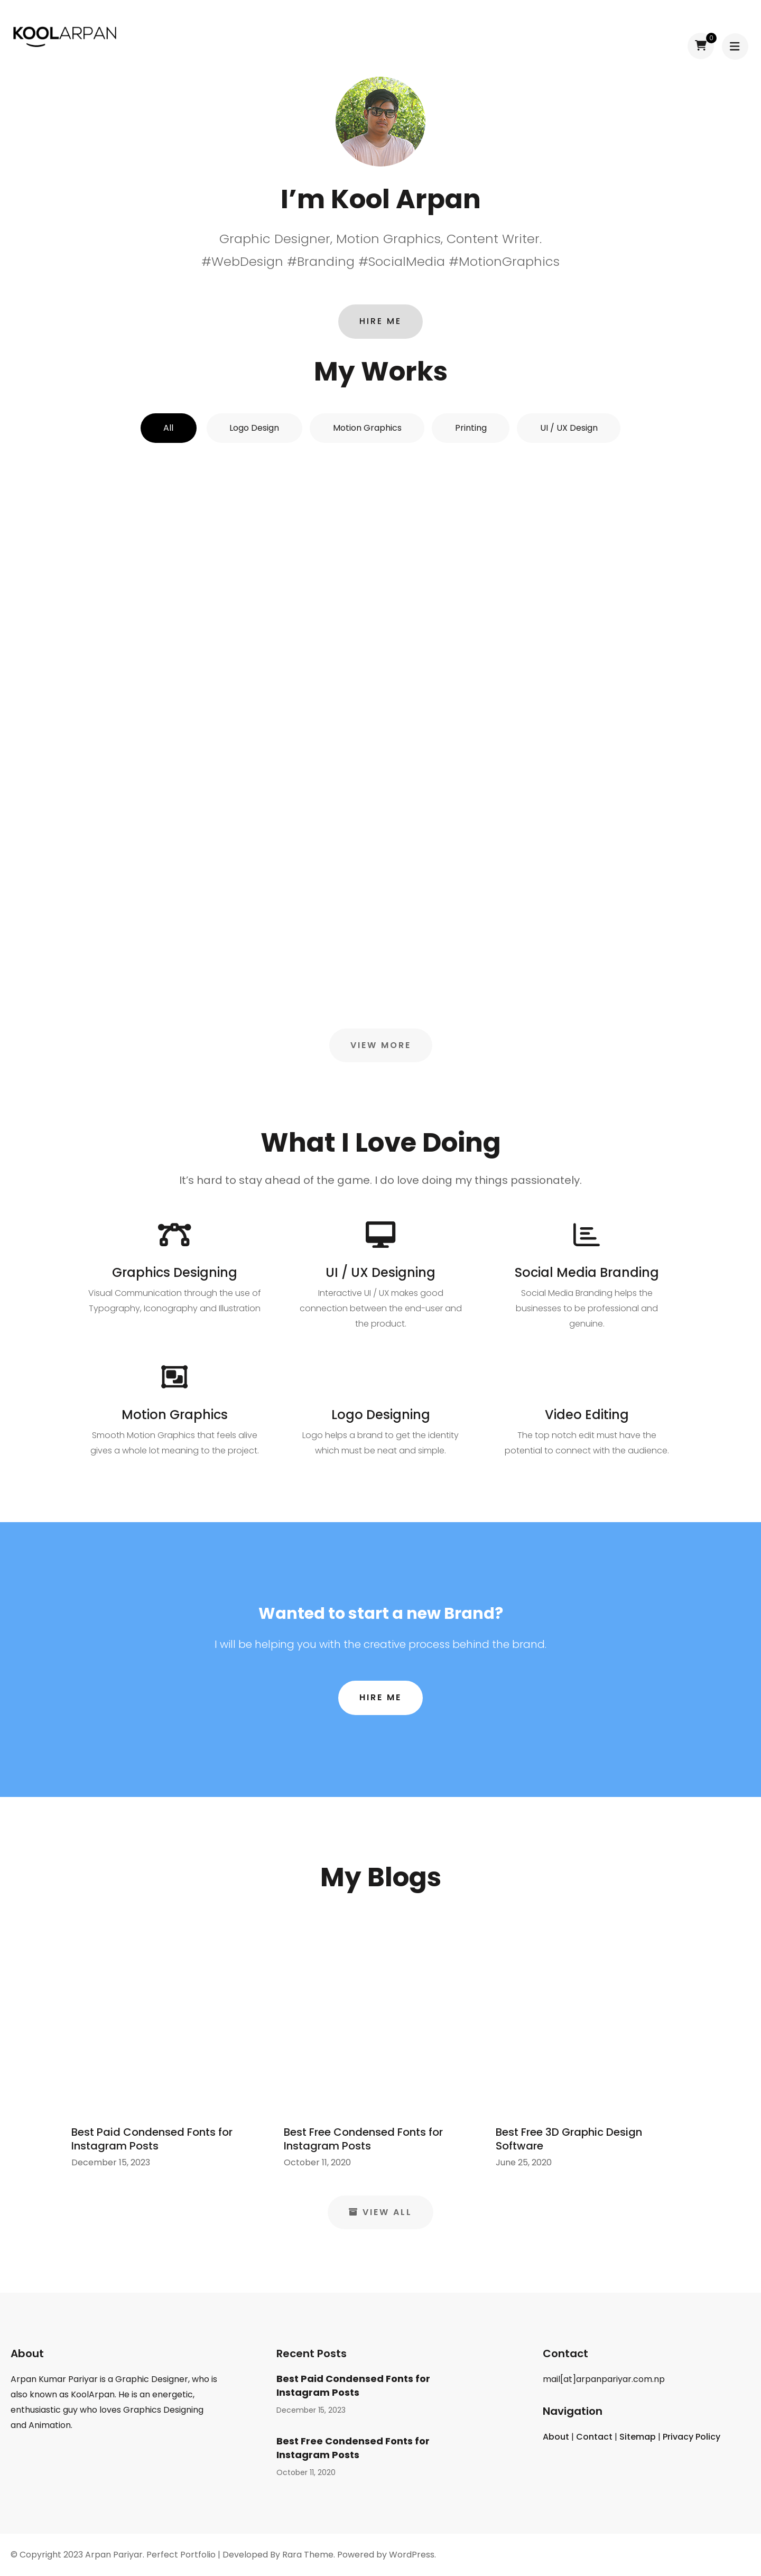 KOOLARPAN
0
I'm Kool Arpan
Graphic Designer, Motion Graphics, Content Writer.
#WebDesign #Branding #SocialMedia #MotionGraphics
HIRE ME
My Works
All
Logo Design
Motion Graphics
Printing
UI / UX Design
VIEW MORE
What I Love Doing
It's hard to stay ahead of the game. I do love doing my things passionately.
Graphics Designing
Visual Communication through the use of
Typography, Iconography and Illustration
UI / UX Designing
Interactive UI / UX makes good
connection between the end-user and
the product.
Social Media Branding
Social Media Branding helps the
businesses to be professional and
genuine.
Motion Graphics
Smooth Motion Graphics that feels alive
gives a whole lot meaning to the project.
Logo Designing
Logo helps a brand to get the identity
which must be neat and simple.
Video Editing
The top notch edit must have the
potential to connect with the audience.
Wanted to start a new Brand?
I will be helping you with the creative process behind the brand.
HIRE ME
My Blogs
Best Paid Condensed Fonts for
Instagram Posts
December 15, 2023
Best Free Condensed Fonts for
Instagram Posts
October 11, 2020
Best Free 3D Graphic Design
Software
June 25, 2020
VIEW ALL
About
Arpan Kumar Pariyar is a Graphic Designer, who is
also known as KoolArpan. He is an energetic,
enthusiastic guy who loves Graphics Designing
and Animation.
Recent Posts
Best Paid Condensed Fonts for
Instagram Posts
December 15, 2023
Best Free Condensed Fonts for
Instagram Posts
October 11, 2020
Contact
mail[at]arpanpariyar.com.np
Navigation
About | Contact | Sitemap | Privacy Policy
© Copyright 2023 Arpan Pariyar. Perfect Portfolio | Developed By Rara Theme. Powered by WordPress.